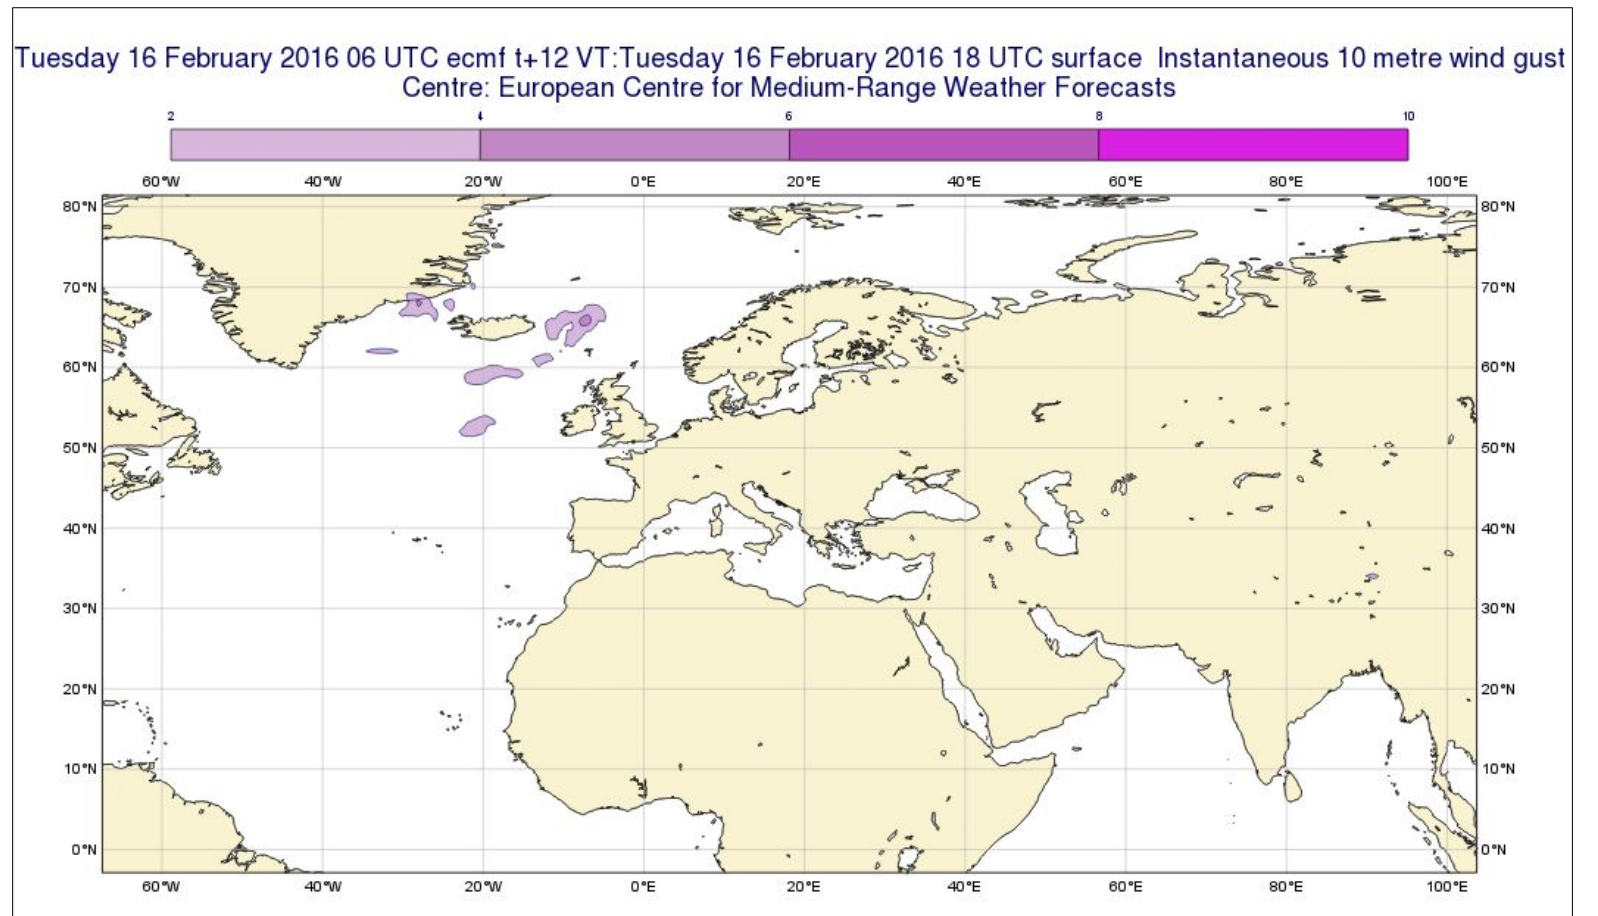 Tuesday 16 February 2016 06 UTC ecmf t+12 VT:Tuesday 16 February 2016 18 UTC surface  Instantaneous 10 metre wind gust
Centre: European Centre for Medium-Range Weather Forecasts
2 4 6 8 10
60°W 40°W 20°W 0°E 20°E 40°E 60°E 80°E 100°E
80°N 80°N
70°N 70°N
60°N 60°N
50°N 50°N
40°N 40°N
30°N 30°N
20°N 20°N
10°N 10°N
0°N 0°N
60°W 40°W 20°W 0°E 20°E 40°E 60°E 80°E 100°E